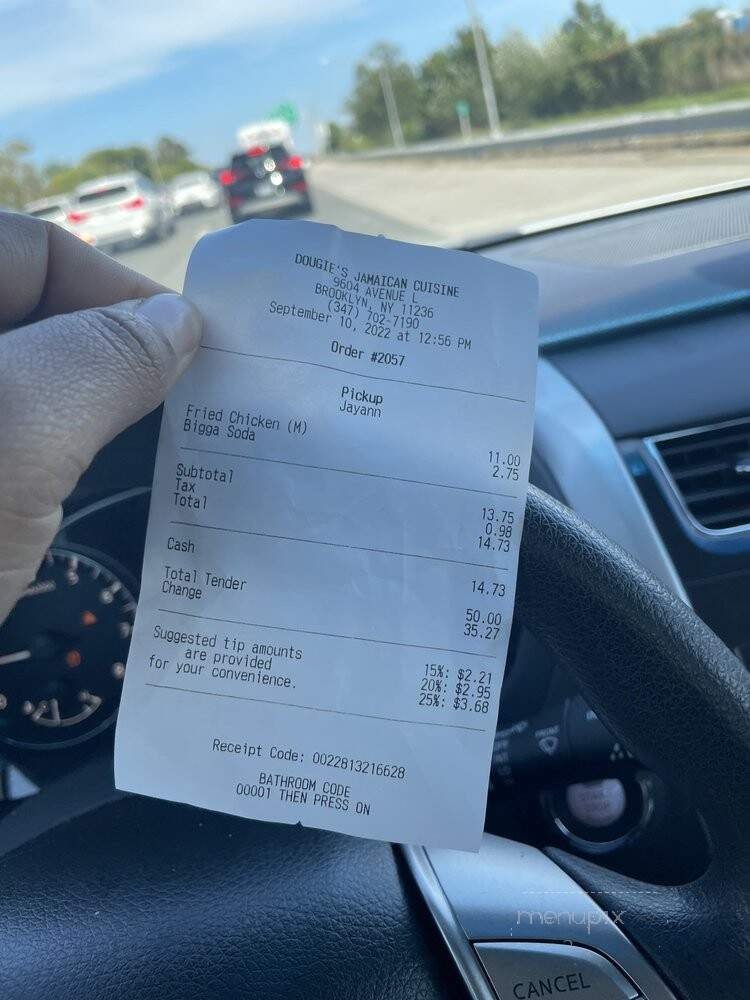 DOUGIE'S JAMAICAN CUISINE
9604 AVENUE L
BROOKLYN, NY 11236
(347) 702-7190
September 10, 2022 at 12:56 PM
Order #2057
Pickup
Jayann
Fried Chicken (M) 11.00
Bigga Soda 2.75
Subtotal 13.75
Tax 0.98
Total 14.73
Cash 14.73
Total Tender 50.00
Change 35.27
Suggested tip amounts
are provided
for your convenience.
15%: $2.21
20%: $2.95
25%: $3.68
Receipt Code: 0022813216628
BATHROOM CODE
00001 THEN PRESS ON
FRONT
menupix
CANCEL